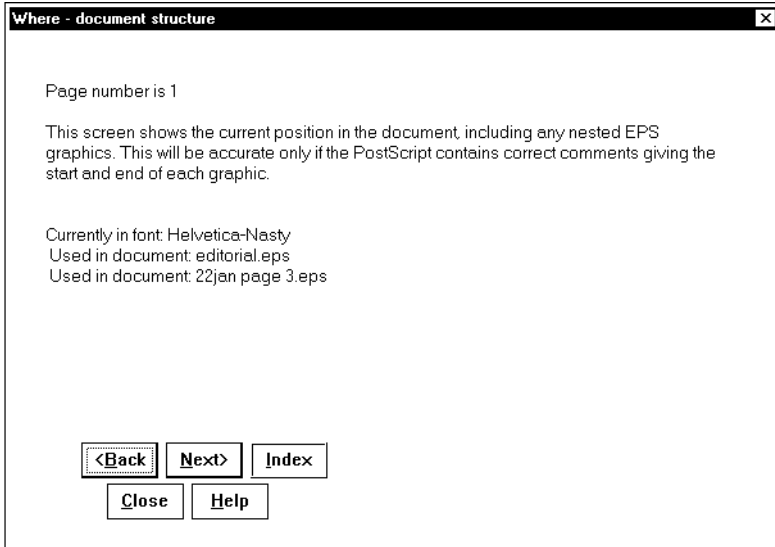 Where - document structure
Page number is 1
This screen shows the current position in the document, including any nested EPS
graphics. This will be accurate only if the PostScript contains correct comments giving the
start and end of each graphic.
Currently in font: Helvetica-Nasty
Used in document: editorial.eps
Used in document: 22jan page 3.eps
<Back Next> Index
Close Help